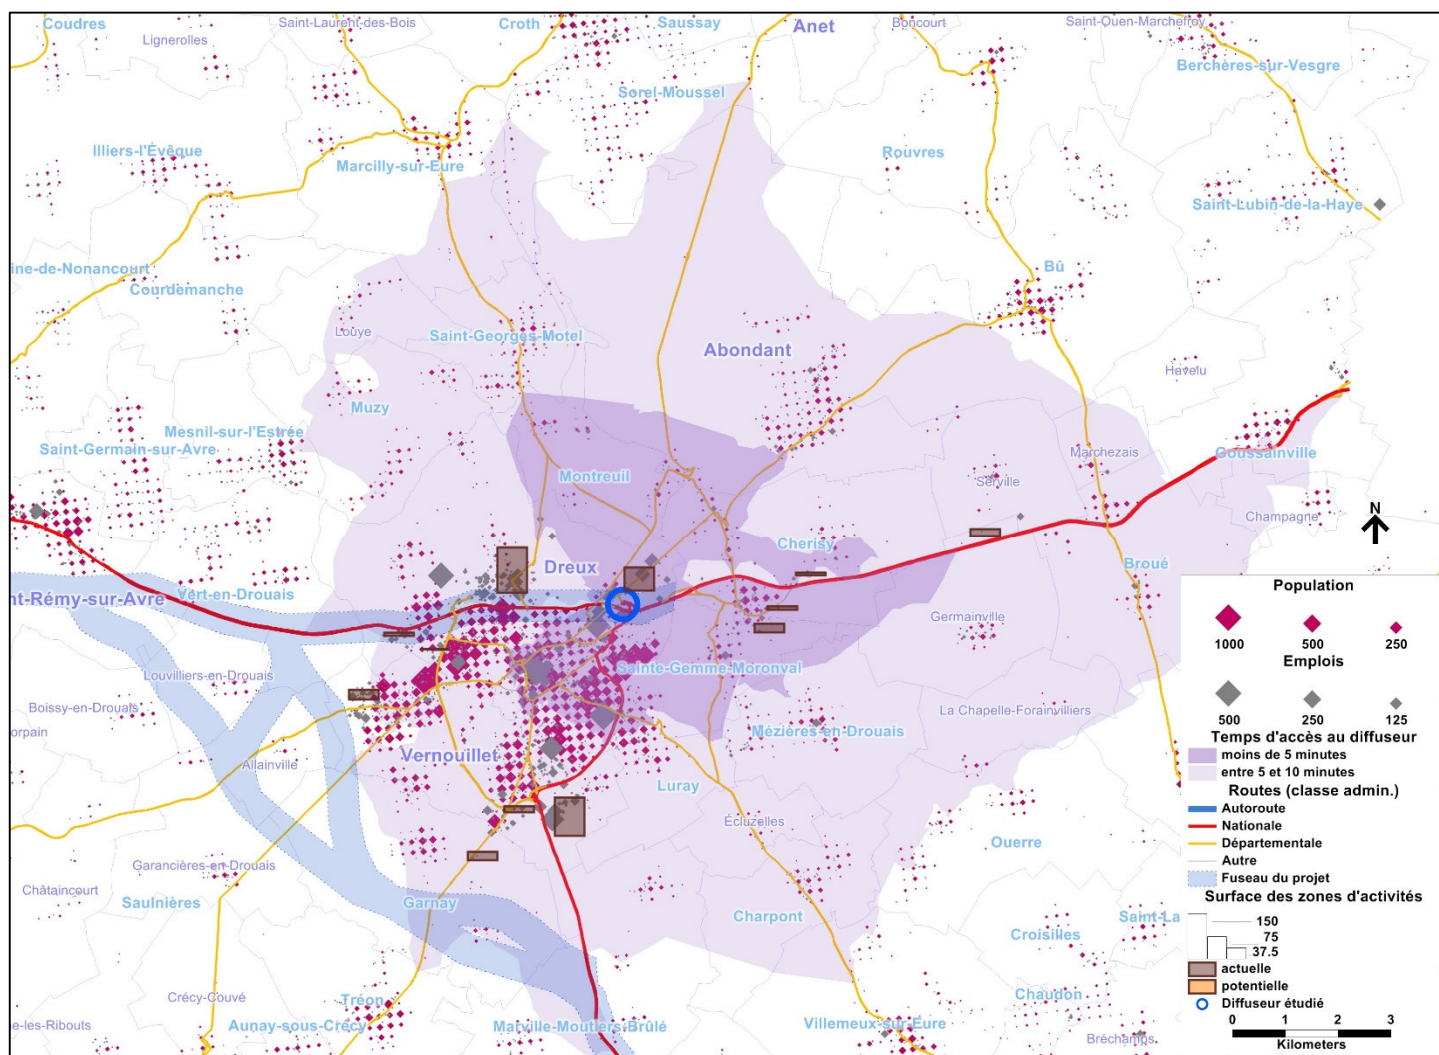 Coudres
Saint-Laurent-des-Bois
Croth
Saussay
Anet
Boncourt
Saint-Ouen-Marchefroy
Lignerolles
Berchères-sur-Vesgre
Sorel-Moussel
Illiers-l'Évêque
Marcilly-sur-Eure
Rouvres
Saint-Lubin-de-la-Haye
ine-de-Nonancourt
Courdemanche
Bû
Louye
Saint-Georges-Motel
Abondant
Havelu
Muzy
Mesnil-sur-l'Estrée
Saint-Germain-sur-Avre
Marchezais
Goussainville
Montreuil
Serville
Champagne
N
Cherisy
Dreux
Broué
Vert-en-Drouais
nt-Rémy-sur-Avre
Germainville
Louvilliers-en-Drouais
Sainte-Gemme-Moronval
Boissy-en-Drouais
La Chapelle-Forainvilliers
orpain
Mézières-en-Drouais
Vernouillet
Allainville
Luray
Écluzelles
Ouerre
Garancières-en-Drouais
Châtaincourt
Saulnières
Garnay
Charpont
Saint-La
Croisilles
Crécy-Couvé
Tréon
Chaudon
ne-les-Ribouts
Aunay-sous-Crécy
Marville-Moutiers-Brûlé
Villemeux-sur-Eure
Bréchamps
Population
1000 500 250
Emplois
500 250 125
Temps d'accès au diffuseur
moins de 5 minutes
entre 5 et 10 minutes
Routes (classe admin.)
Autoroute
Nationale
Départementale
Autre
Fuseau du projet
Surface des zones d'activités
150
75
37.5
actuelle
potentielle
Diffuseur étudié
0 1 2 3
Kilometers